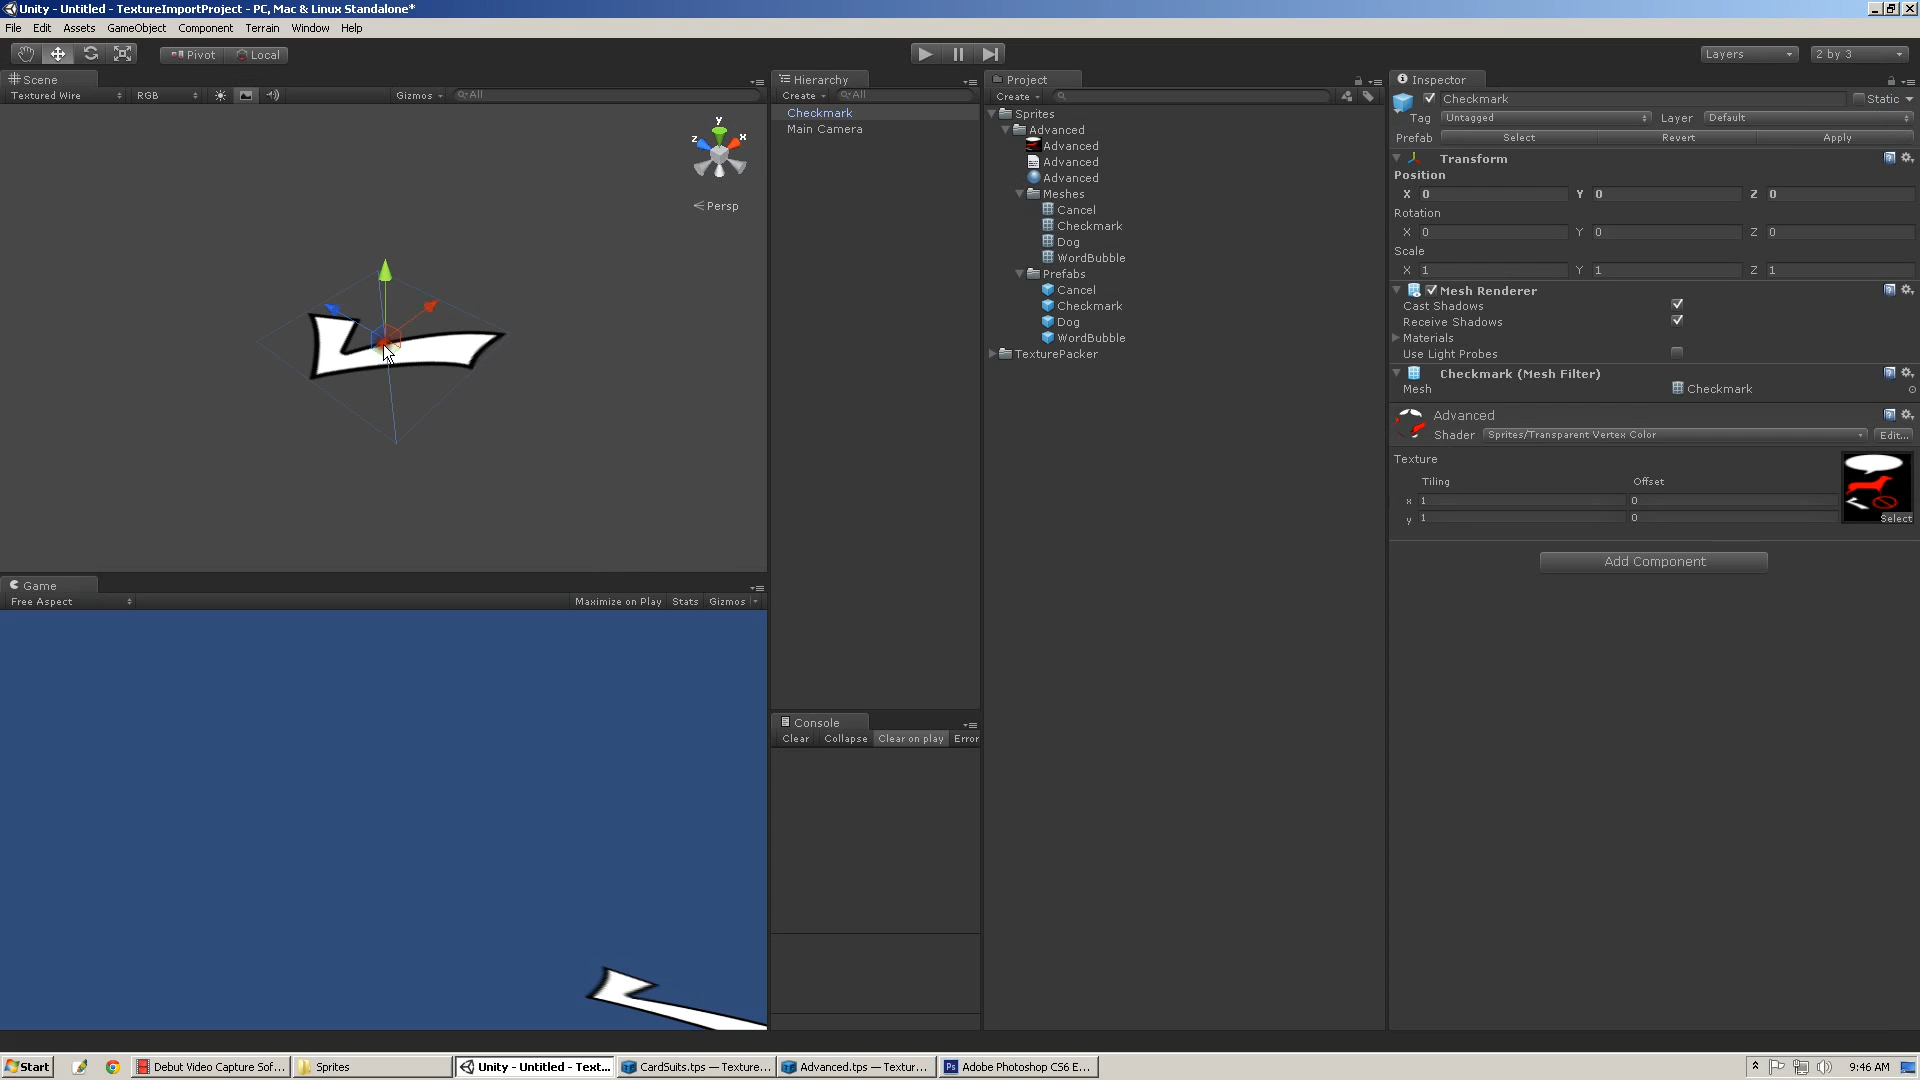 Unity - Untitled - TextureImportProject - PC, Mac & Linux Standalone*
File Edit Assets GameObject Component Terrain Window Help
Pivot Local Layers 2 by 3
Scene
Textured Wire RGB Gizmos All
y
z x
Persp
Game
Free Aspect Maximize on Play Stats Gizmos
Hierarchy
Create All
Checkmark
Main Camera
Console
Clear Collapse Clear on play Error
Project
Create
Sprites
Advanced
Advanced
Advanced
Advanced
Meshes
Cancel
Checkmark
Dog
WordBubble
Prefabs
Cancel
Checkmark
Dog
WordBubble
TexturePacker
Inspector
Checkmark Static
Tag Untagged Layer Default
Prefab Select Revert Apply
Transform
Position
X 0 Y 0 Z 0
Rotation
X 0 Y 0 Z 0
Scale
X 1 Y 1 Z 1
Mesh Renderer
Cast Shadows
Receive Shadows
Materials
Use Light Probes
Checkmark (Mesh Filter)
Mesh Checkmark
Advanced
Shader Sprites/Transparent Vertex Color Edit...
Texture
Tiling Offset
x 1 0
y 1 0
Select
Add Component
Start Debut Video Capture Sof... Sprites Unity - Untitled - Text... CardSuits.tps — Texture... Advanced.tps — Textur... Ps Adobe Photoshop CS6 E... 9:46 AM